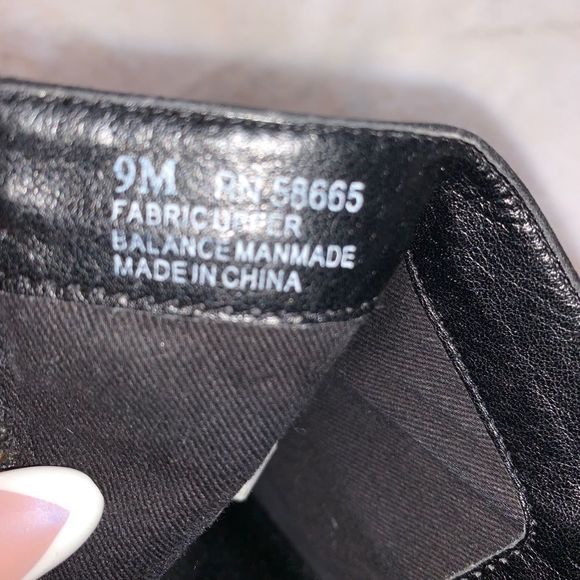 9M RN 58665
FABRIC UPPER
BALANCE MANMADE
MADE IN CHINA